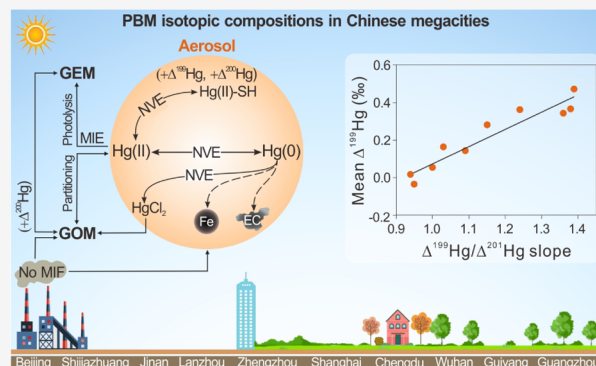 PBM isotopic compositions in Chinese megacities
Aerosol
(+Δ¹⁹⁹Hg, +Δ²⁰⁰Hg)
Hg(II)-SH
GEM
NVE
Photolysis
MIE
Hg(II)
NVE
Hg(0)
NVE
Partitioning
(+Δ²⁰⁰Hg)
HgCl₂
Fe
EC
GOM
No MIF
Mean Δ¹⁹⁹Hg (‰)
0.6
0.4
0.2
0.0
-0.2
0.9 1.0 1.1 1.2 1.3 1.4
Δ¹⁹⁹Hg/Δ²⁰¹Hg slope
Beijing Shijiazhuang Jinan Lanzhou Zhengzhou Shanghai Chengdu Wuhan Guiyang Guangzhou